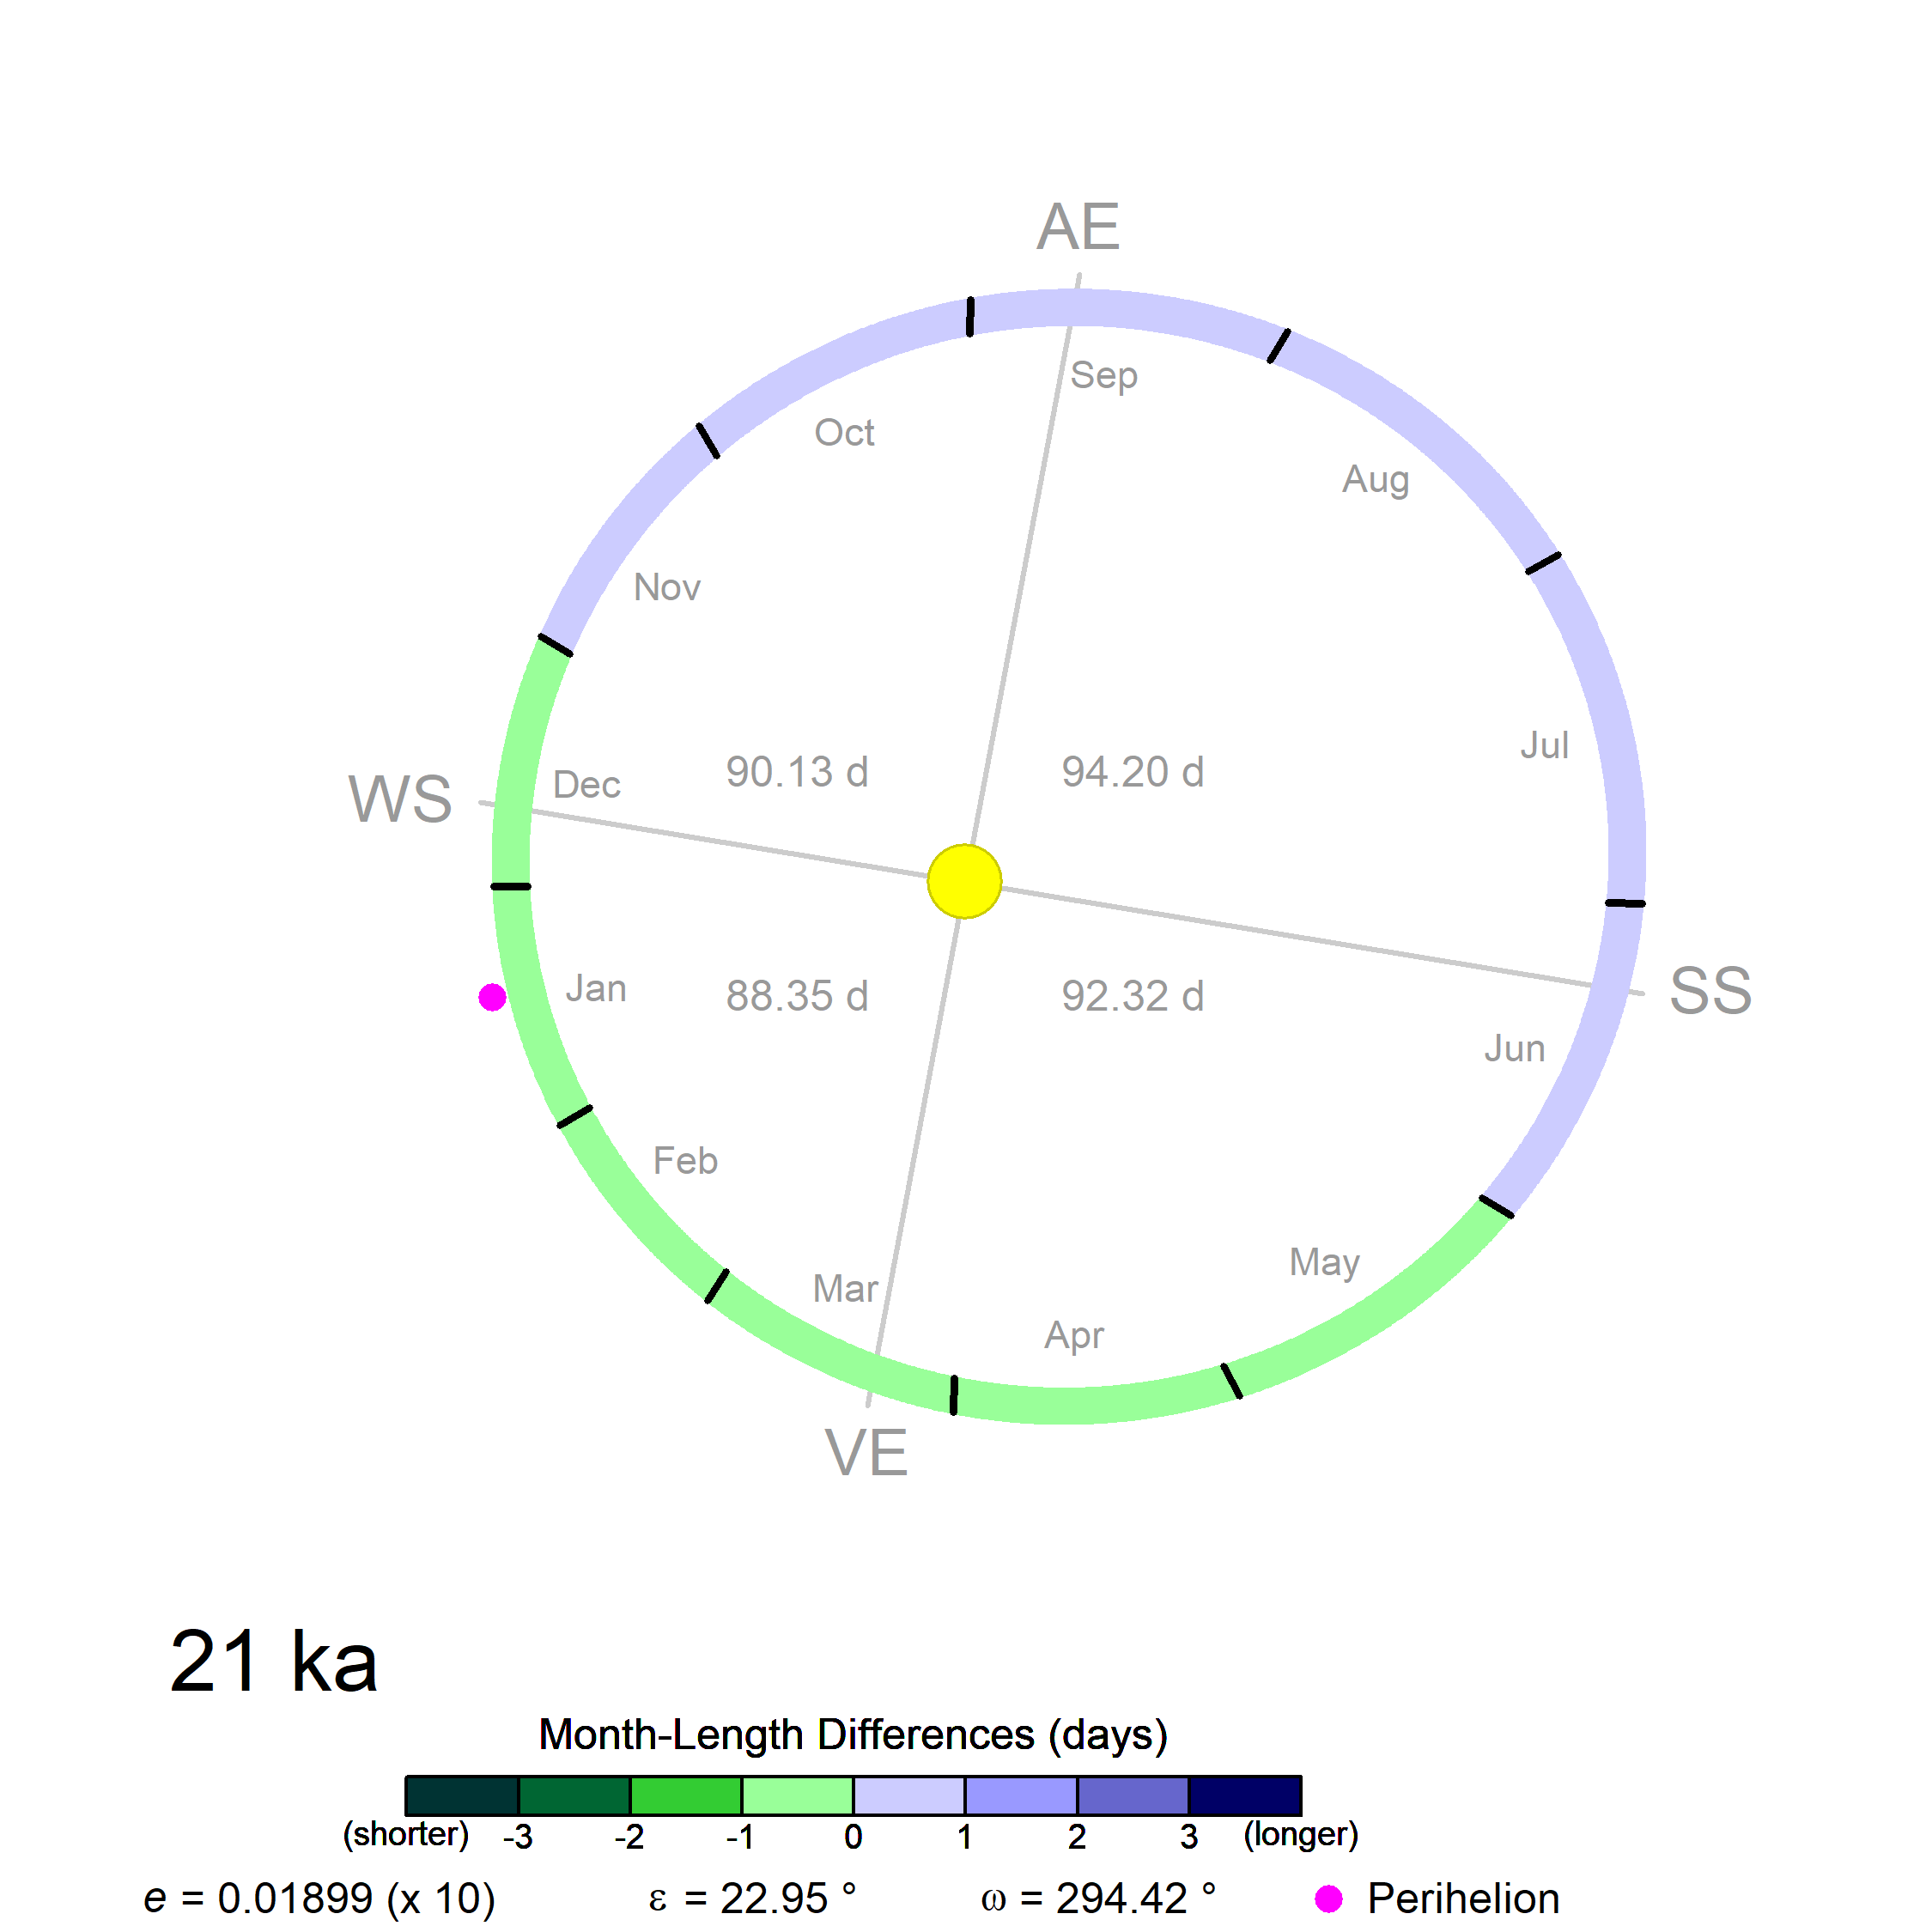 AE
Sep
Oct
Aug
Nov
Jul
WS
Dec
90.13 d
94.20 d
Jan
88.35 d
92.32 d
SS
Jun
Feb
Mar
May
Apr
VE
21 ka
Month-Length Differences (days)
(shorter) -3 -2 -1 0 1 2 3 (longer)
e = 0.01899 (x 10) ε = 22.95 ° ω = 294.42 ° Perihelion